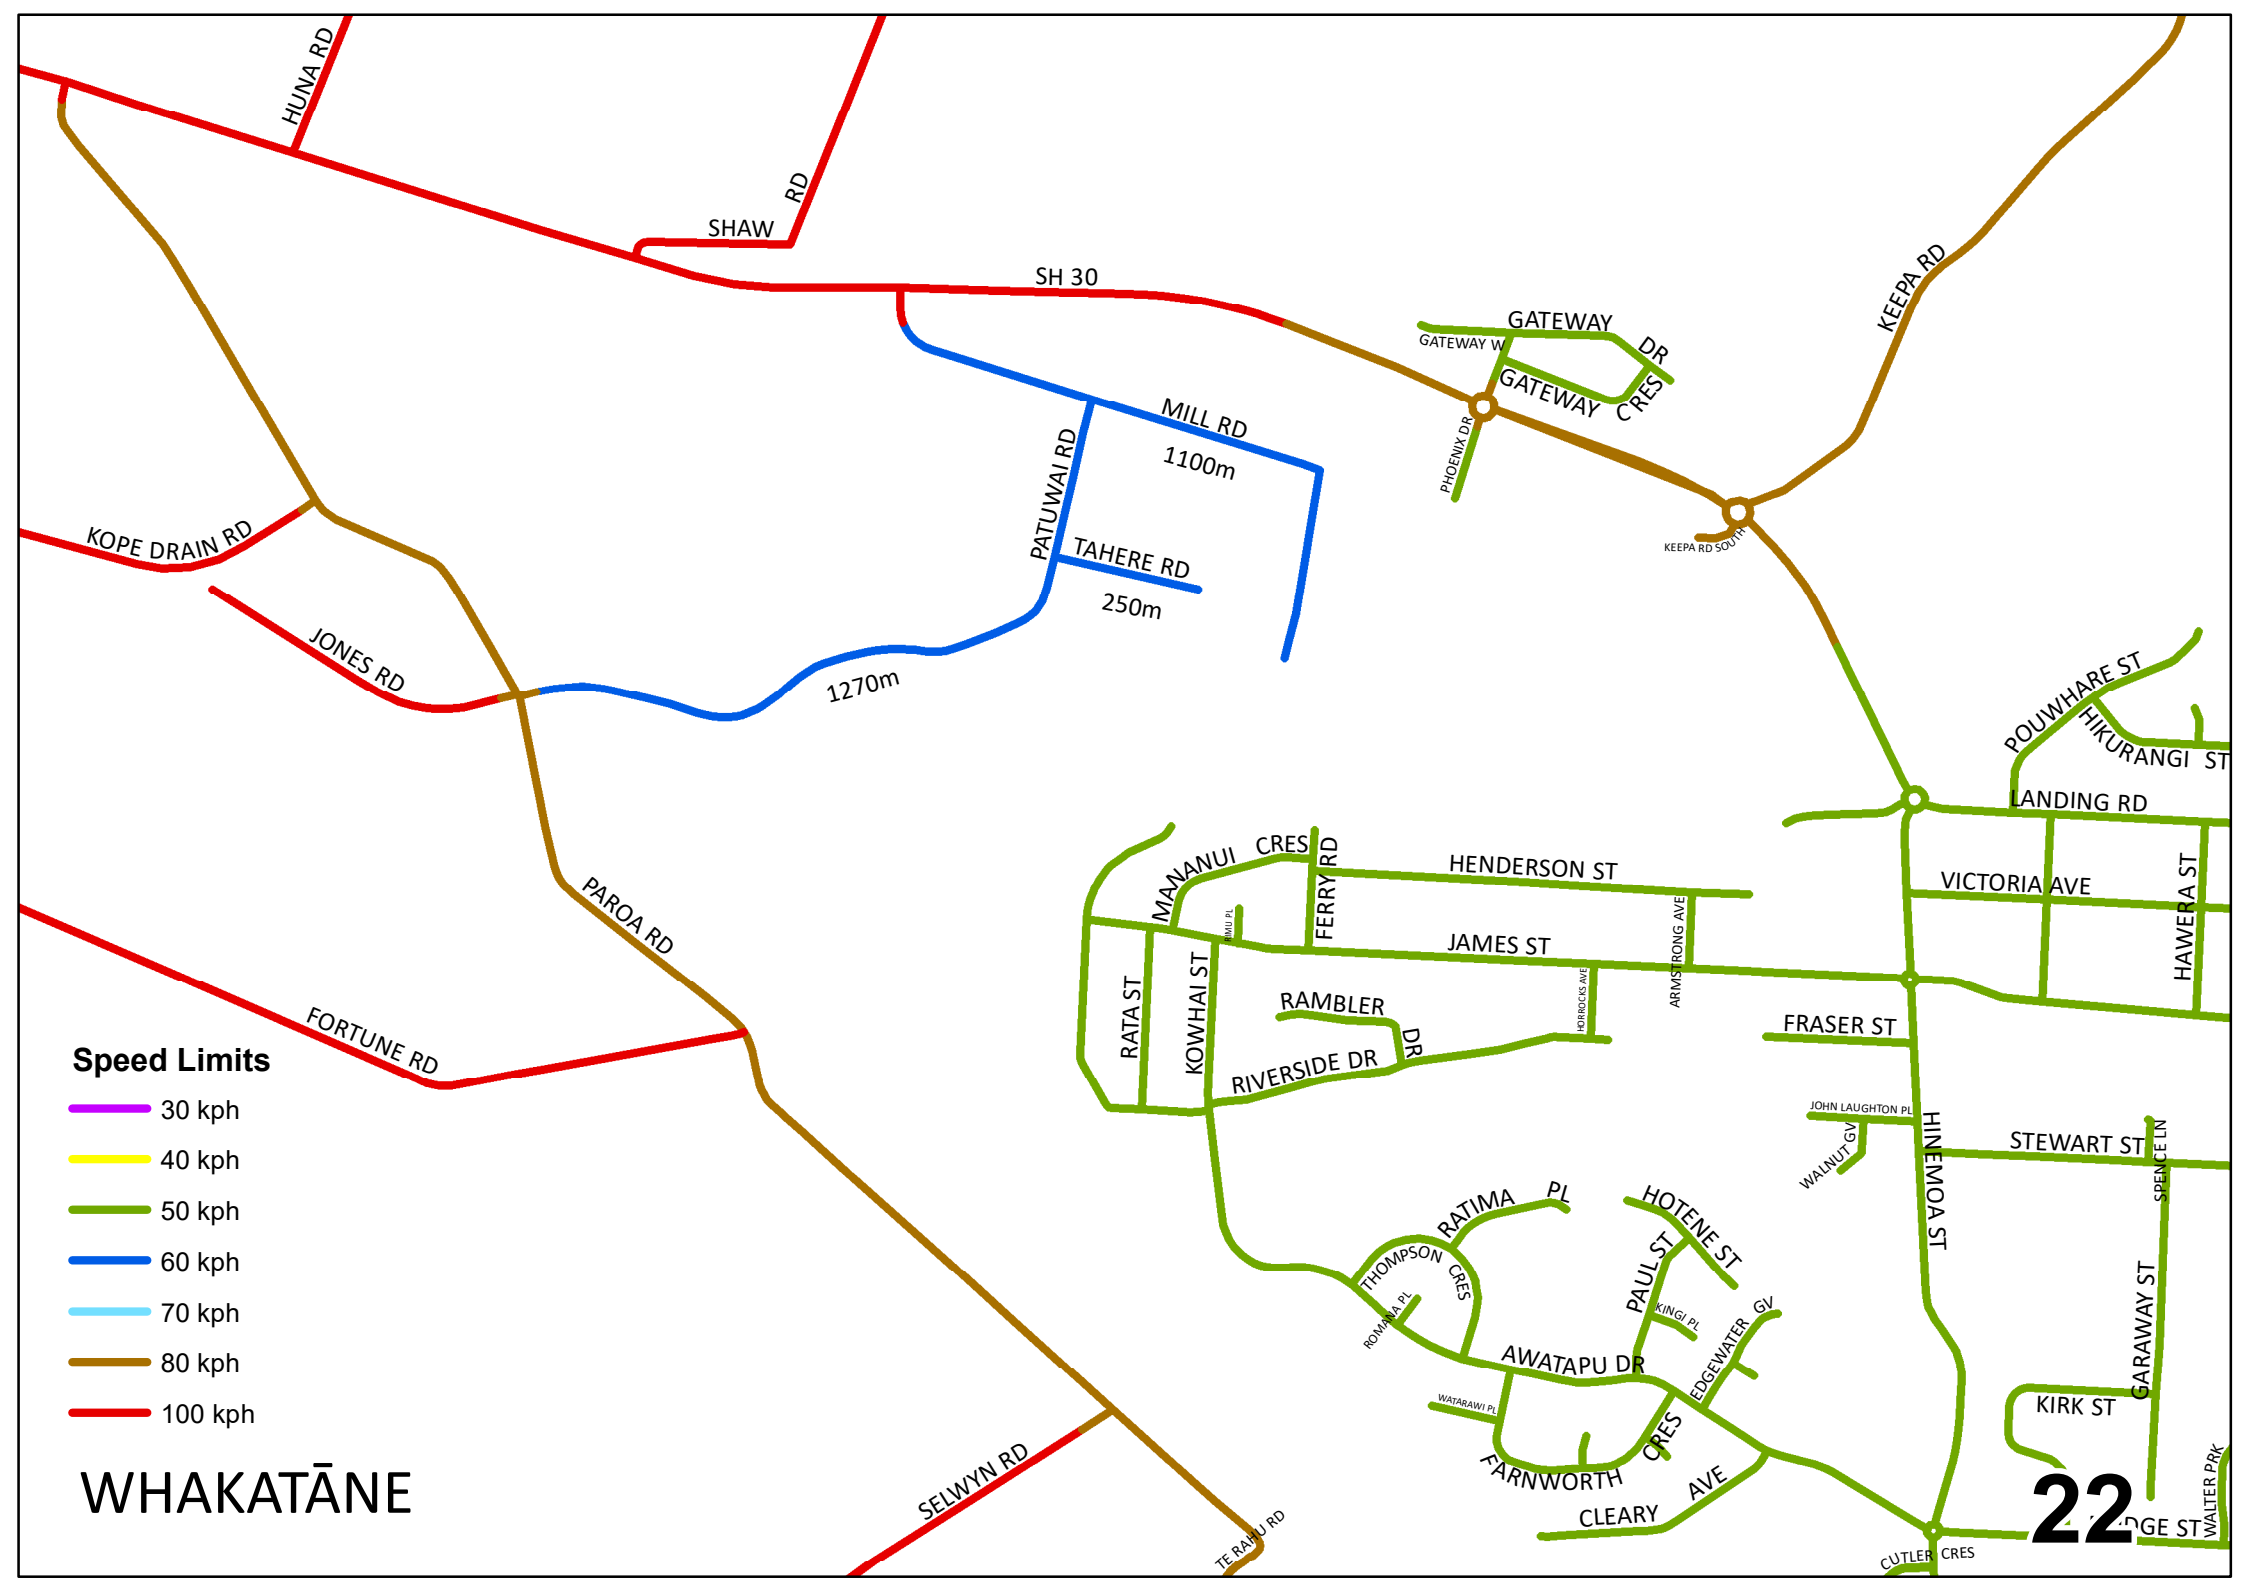 HUNA RD
SHAW
RD
SH 30
KEEPA RD
GATEWAY
DR
GATEWAY W
GATEWAY
CRES
PHOENIX DR
KEEPA RD SOUTH
MILL RD
1100m
PATUWAI RD
TAHERE RD
250m
1270m
KOPE DRAIN RD
JONES RD
PAROA RD
FORTUNE RD
SELWYN RD
TE RAHU RD
POUWHARE ST
HIKURANGI ST
LANDING RD
VICTORIA AVE
HAWERA ST
MANANUI
CRES
FERRY RD
HENDERSON ST
RIMU PL
JAMES ST
ARMSTRONG AVE
HORROCKS AVE
RATA ST
KOWHAI ST
RAMBLER
DR
RIVERSIDE DR
FRASER ST
JOHN LAUGHTON PL
WALNUT GV
HINEMOA ST
STEWART ST
SPENCE LN
GARAWAY ST
KIRK ST
WALTER PRK
RATIMA
PL
THOMPSON
CRES
ROMANA PL
HOTENE ST
PAUL ST
KINGI PL
EDGEWATER
GV
AWATAPU DR
WATARAWI PL
FARNWORTH
CRES
CLEARY
AVE
DGE ST
CUTLER CRES
Speed Limits
30 kph
40 kph
50 kph
60 kph
70 kph
80 kph
100 kph
WHAKATĀNE
22